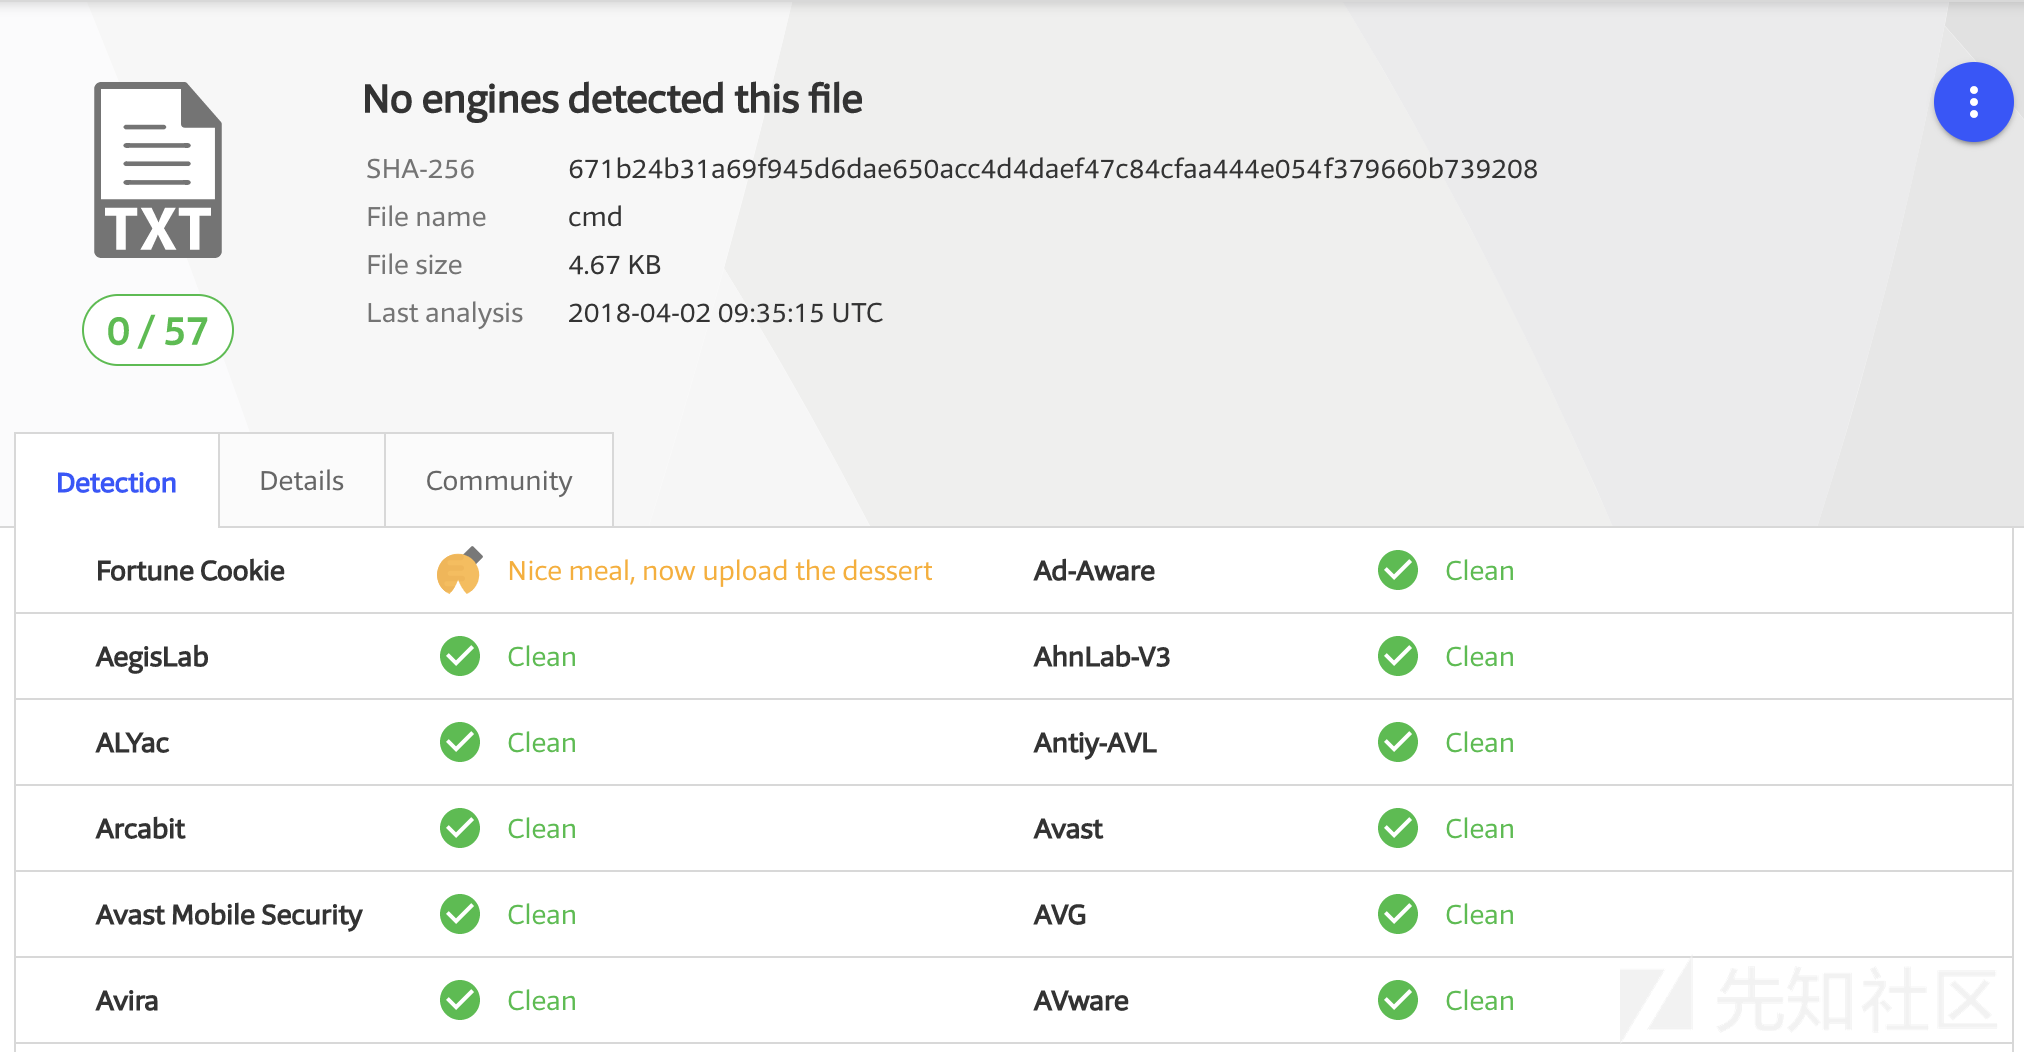 No engines detected this file
SHA-256 671b24b31a69f945d6dae650acc4d4daef47c84cfaa444e054f379660b739208
File name cmd
File size 4.67 KB
Last analysis 2018-04-02 09:35:15 UTC
TXT
0 / 57
Detection Details Community
Fortune Cookie Nice meal, now upload the dessert Ad-Aware Clean
AegisLab Clean AhnLab-V3 Clean
ALYac Clean Antiy-AVL Clean
Arcabit Clean Avast Clean
Avast Mobile Security Clean AVG Clean
Avira Clean AVware Clean
先知社区